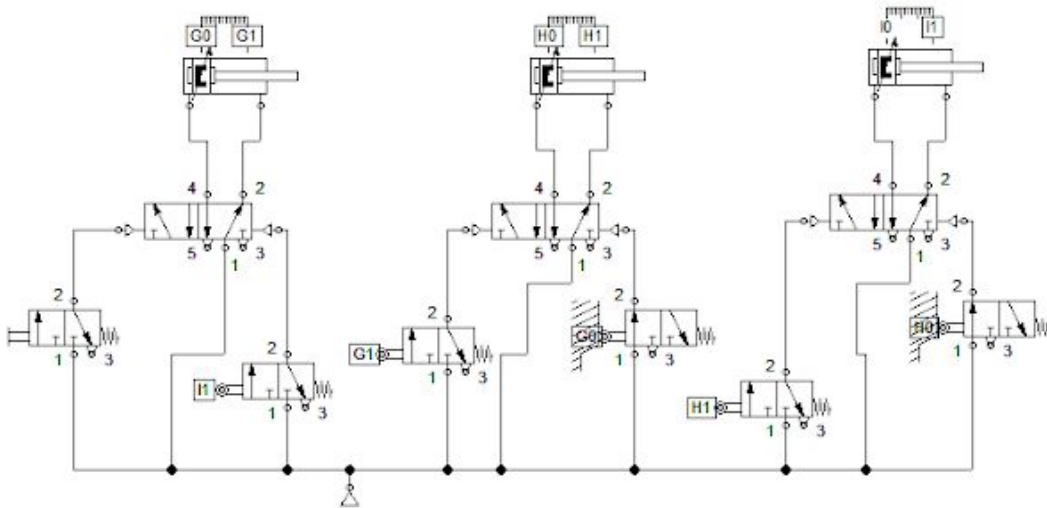 G0 G1 H0 H1 I0 I1
4 2 4 2 4 2
5 1 3 5 1 3 5 1 3
2 2 2 2
G0 H0
1 3 1 3 1 3
2 G1 1 3
I1 2
1 3 H1 1 3